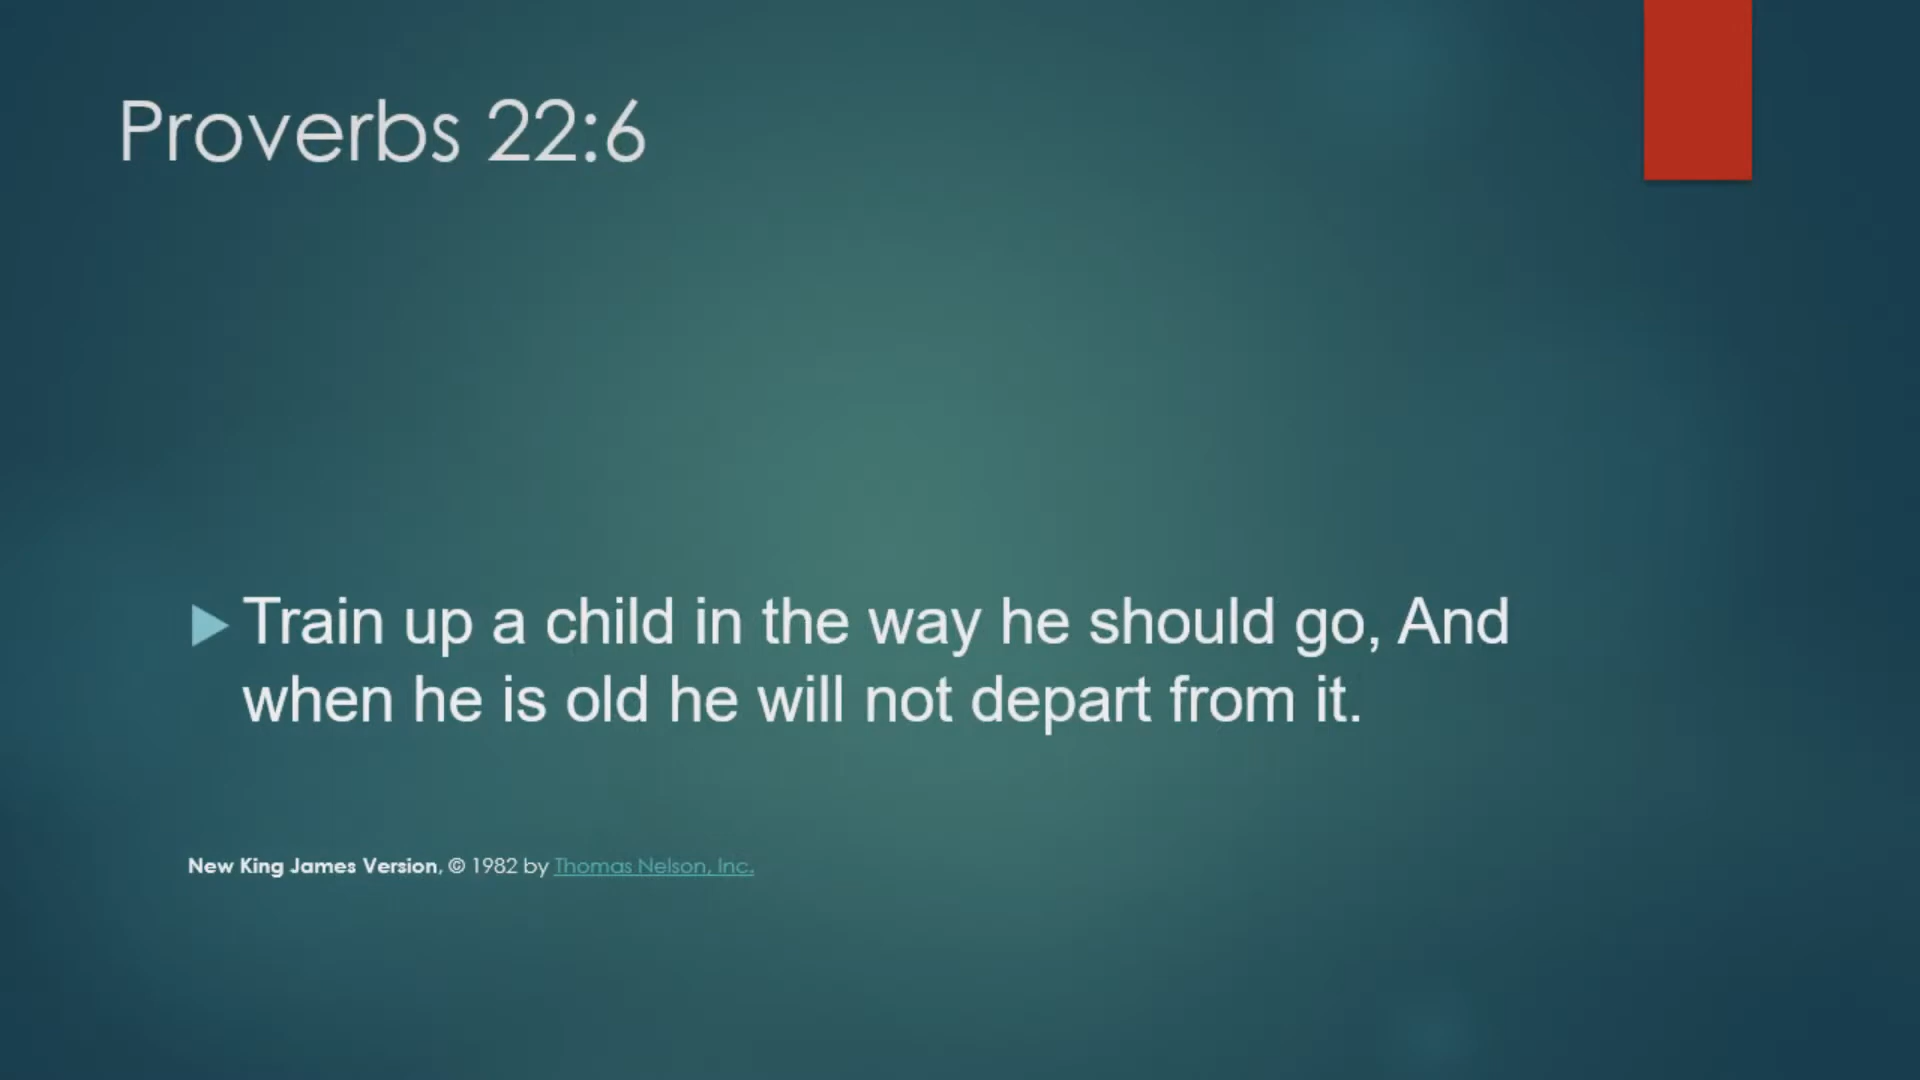 Proverbs 22:6
Train up a child in the way he should go, And
when he is old he will not depart from it.
New King James Version, © 1982 by Thomas Nelson, Inc.